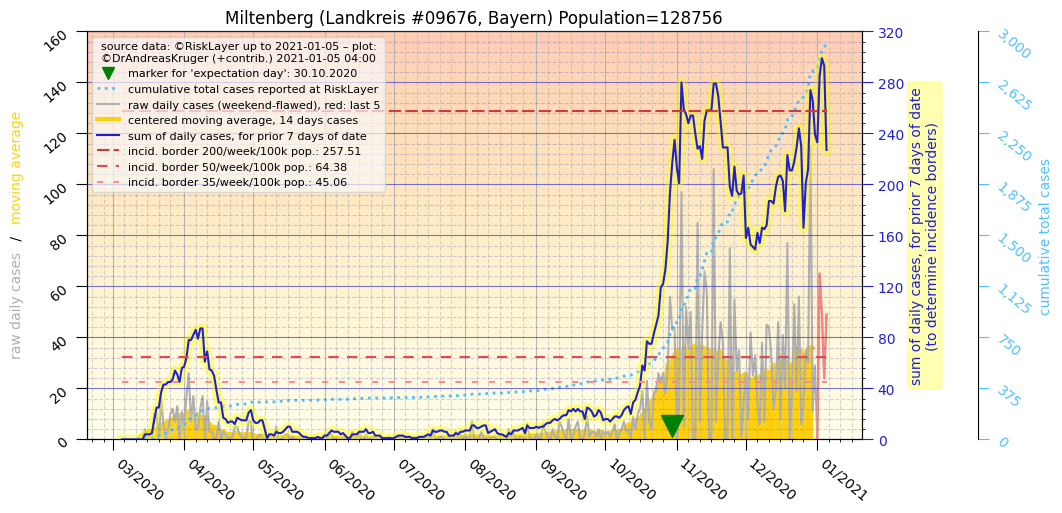 Miltenberg (Landkreis #09676, Bayern) Population=128756
source data: ©RiskLayer up to 2021-01-05 – plot:
©DrAndreasKruger (+contrib.) 2021-01-05 04:00
marker for 'expectation day': 30.10.2020
cumulative total cases reported at RiskLayer
raw daily cases (weekend-flawed), red: last 5
centered moving average, 14 days cases
sum of daily cases, for prior 7 days of date
incid. border 200/week/100k pop.: 257.51
incid. border 50/week/100k pop.: 64.38
incid. border 35/week/100k pop.: 45.06
raw daily cases / moving average
160
140
120
100
80
60
40
20
0
03/2020
04/2020
05/2020
06/2020
07/2020
08/2020
09/2020
10/2020
11/2020
12/2020
01/2021
320
280
240
200
160
120
80
40
0
sum of daily cases, for prior 7 days of date
(to determine incidence borders)
3,000
2,625
2,250
1,875
1,500
1,125
750
375
0
cumulative total cases